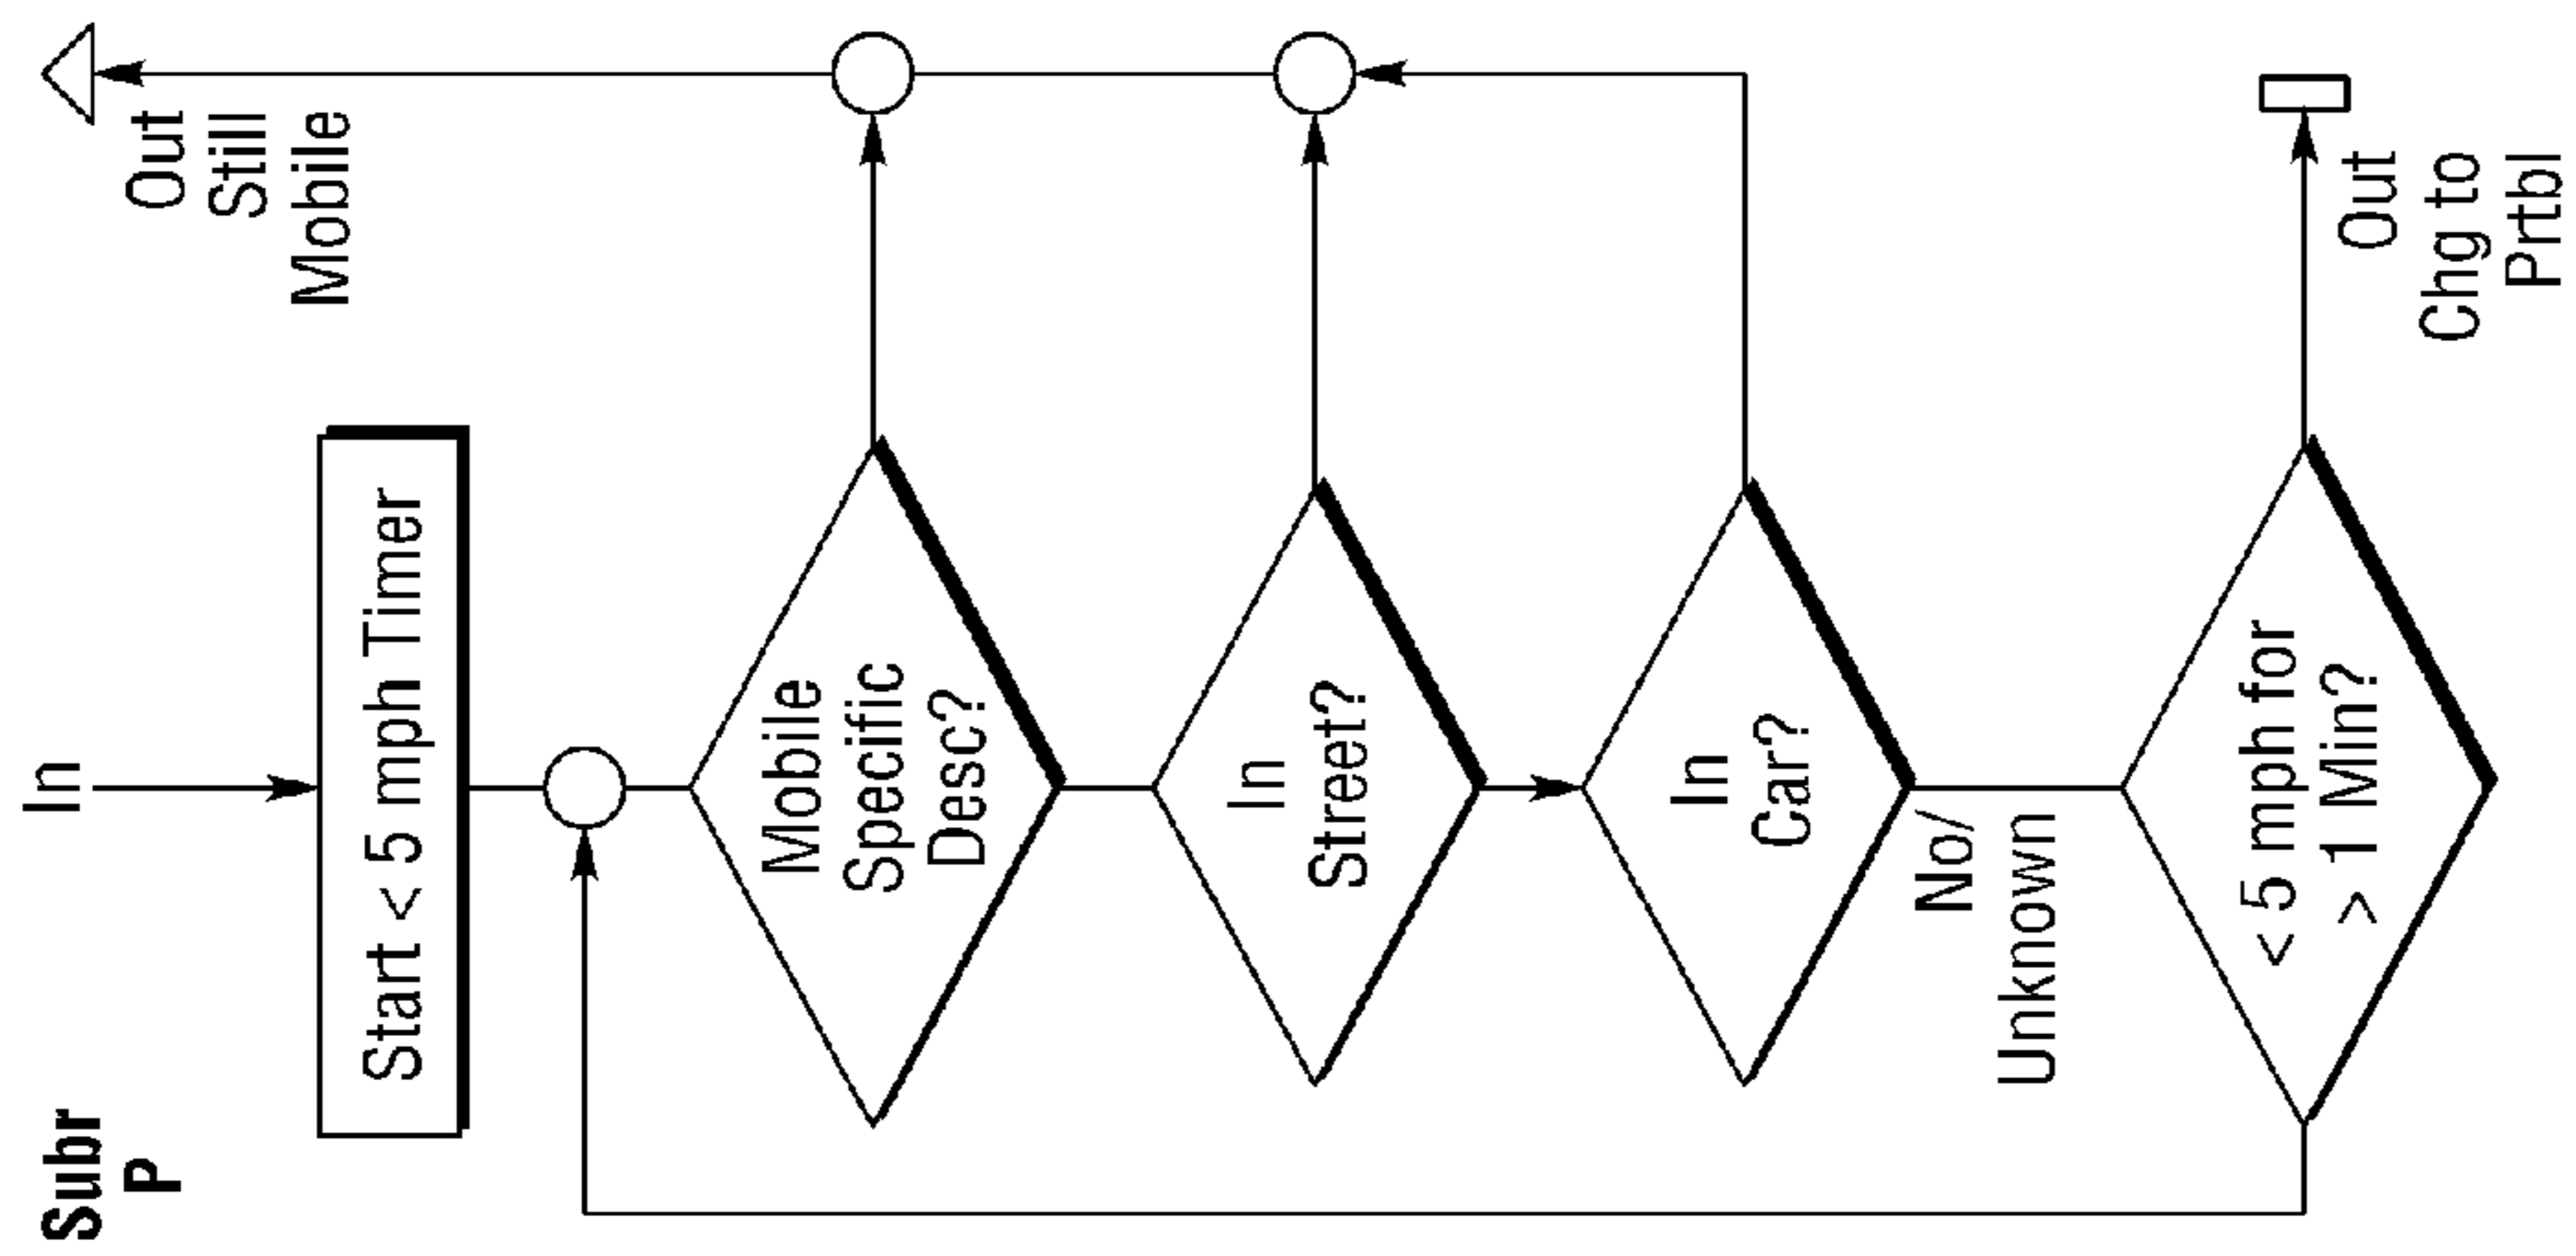 Subr
P
In
Start < 5 mph Timer
Out
Still
Mobile
Mobile
Specific
Desc?
In
Street?
In
Car?
No/
Unknown
< 5 mph for
> 1 Min?
Out
Chg to
Prtbl